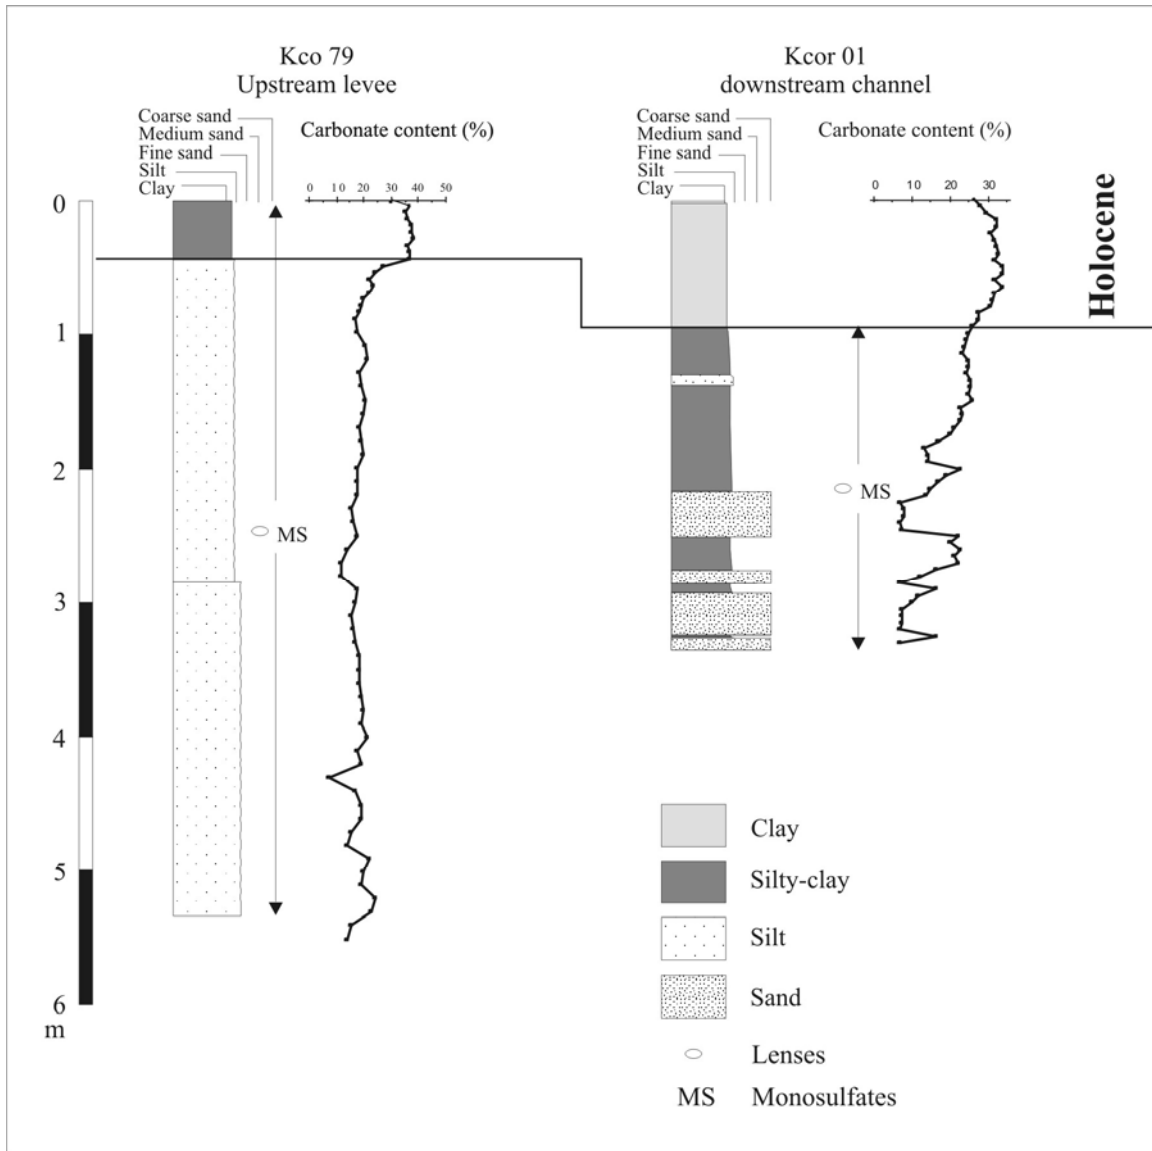 Kco 79
Upstream levee
Coarse sand
Medium sand
Fine sand
Silt
Clay
Carbonate content (%)
0 10 20 30 40 50
Kcor 01
downstream channel
Coarse sand
Medium sand
Fine sand
Silt
Clay
Carbonate content (%)
0 10 20 30
Holocene
0
1
2
3
4
5
6
m
MS
MS
Clay
Silty-clay
Silt
Sand
Lenses
MS Monosulfates